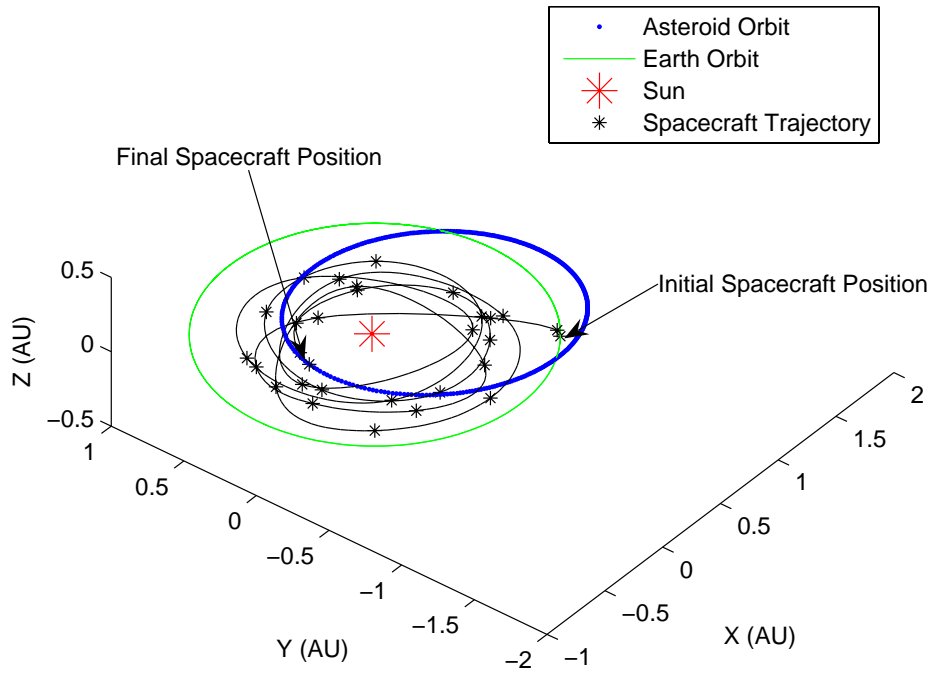 Asteroid Orbit
Earth Orbit
Sun
Spacecraft Trajectory
Final Spacecraft Position
Initial Spacecraft Position
0.5
0
−0.5
Z (AU)
1
0.5
0
−0.5
−1
−1.5
−2
Y (AU)
−1
−0.5
0
0.5
1
1.5
2
X (AU)